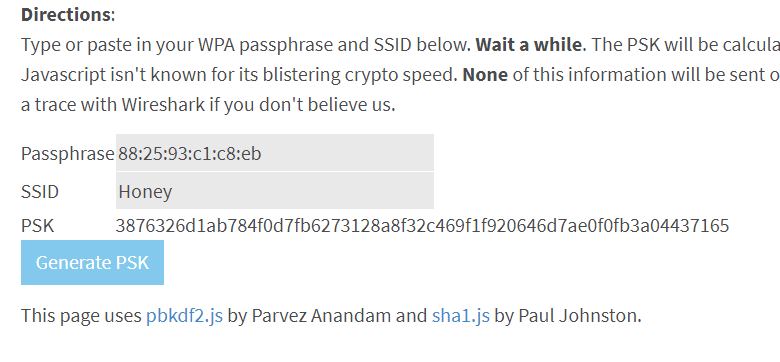 Directions:
Type or paste in your WPA passphrase and SSID below. Wait a while. The PSK will be calcula
Javascript isn't known for its blistering crypto speed. None of this information will be sent o
a trace with Wireshark if you don't believe us.
Passphrase 88:25:93:c1:c8:eb
SSID Honey
PSK 3876326d1ab784f0d7fb6273128a8f32c469f1f920646d7ae0f0fb3a04437165
Generate PSK
This page uses pbkdf2.js by Parvez Anandam and sha1.js by Paul Johnston.